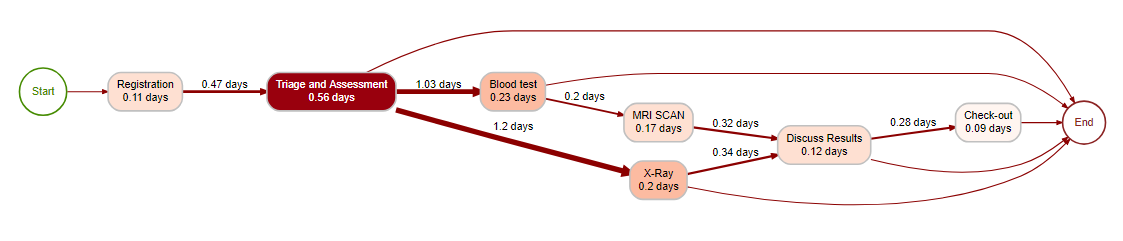 Start
Registration
0.11 days
0.47 days
Triage and Assessment
0.56 days
1.03 days
1.2 days
Blood test
0.23 days
0.2 days
MRI SCAN
0.17 days
X-Ray
0.2 days
0.32 days
0.34 days
Discuss Results
0.12 days
0.28 days
Check-out
0.09 days
End